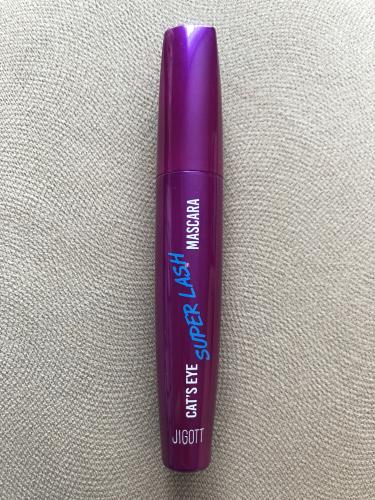 CAT'S EYE
SUPER LASH
MASCARA
JIGOTT